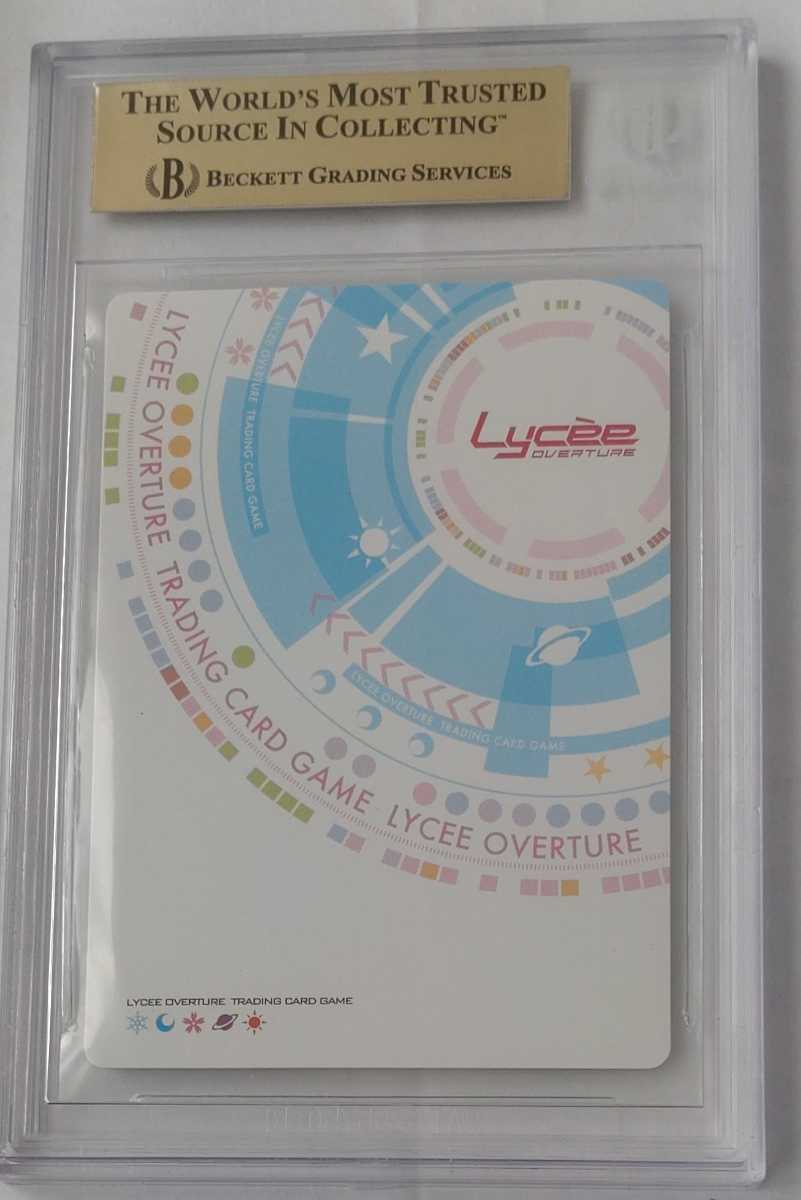 THE WORLD'S MOST TRUSTED
SOURCE IN COLLECTING™
B BECKETT GRADING SERVICES
LYCEE OVERTURE TRADING CARD GAME
LYCEE OVERTURE TRADING CARD GAME LYCEE OVERTURE
Lycèe
OVERTURE
LYCEE OVERTURE TRADING CARD GAME
LYCEE OVERTURE TRADING CARD GAME